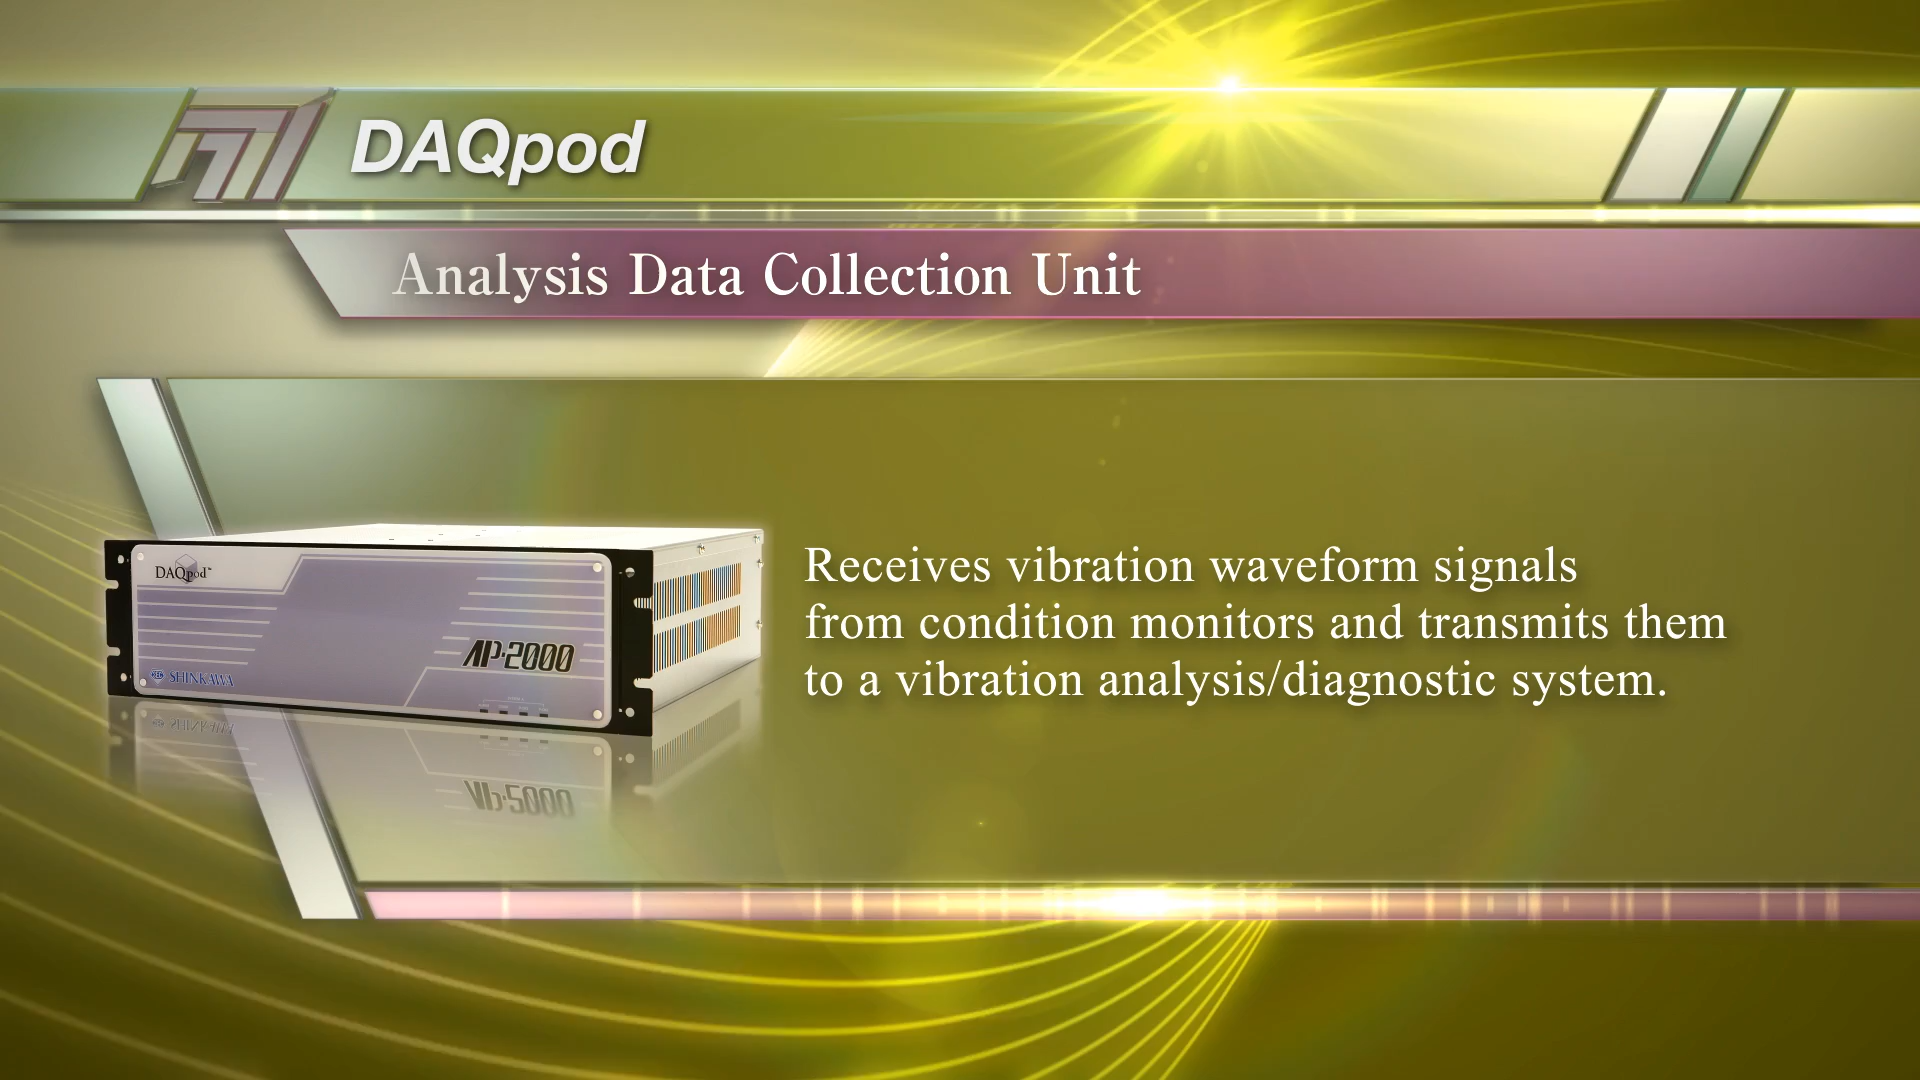 DAQpod
Analysis Data Collection Unit
DAQpod™
AP-2000
SHINKAWA
Receives vibration waveform signals
from condition monitors and transmits them
to a vibration analysis/diagnostic system.